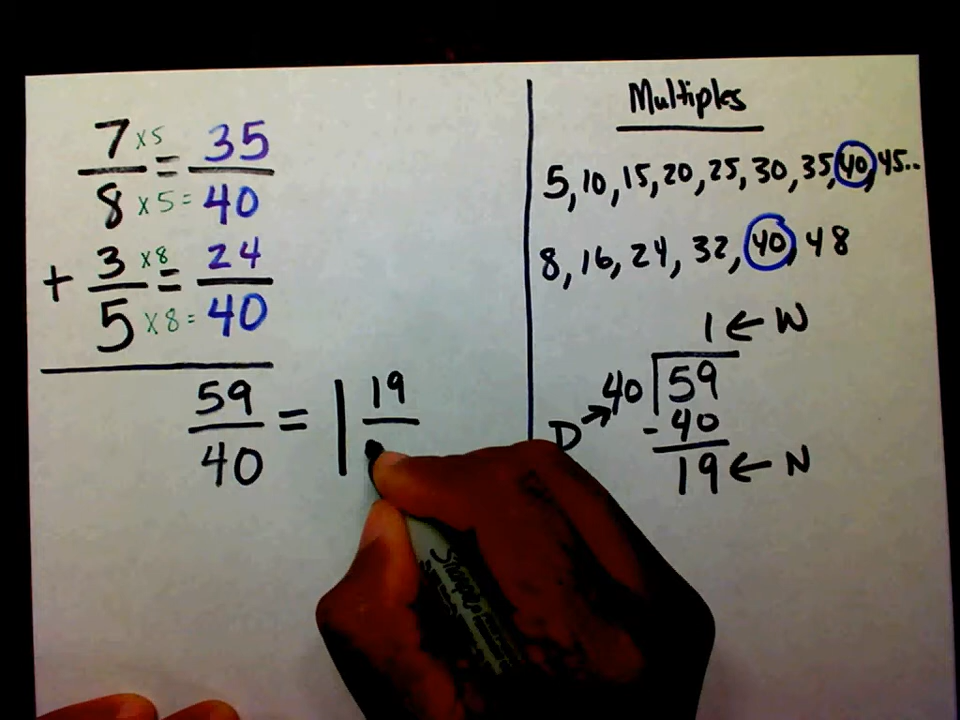 7 x5 = 35
8 x5 = 40
+ 3 x8 = 24
5 x8 = 40
59 = 1 19
40
Multiples
5, 10, 15, 20, 25, 30, 35, 40, 45..
8, 16, 24, 32, 40, 48
1 ← W
40 59
D → - 40
19 ← N
Sharpie